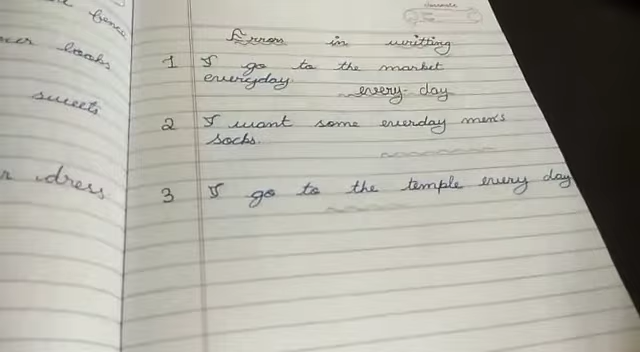 fence
books
sweets
dress
Errors in writting
1 I go to the market
everyday.
every day
2 I want some everday men's
socks.
3 I go to the temple every day